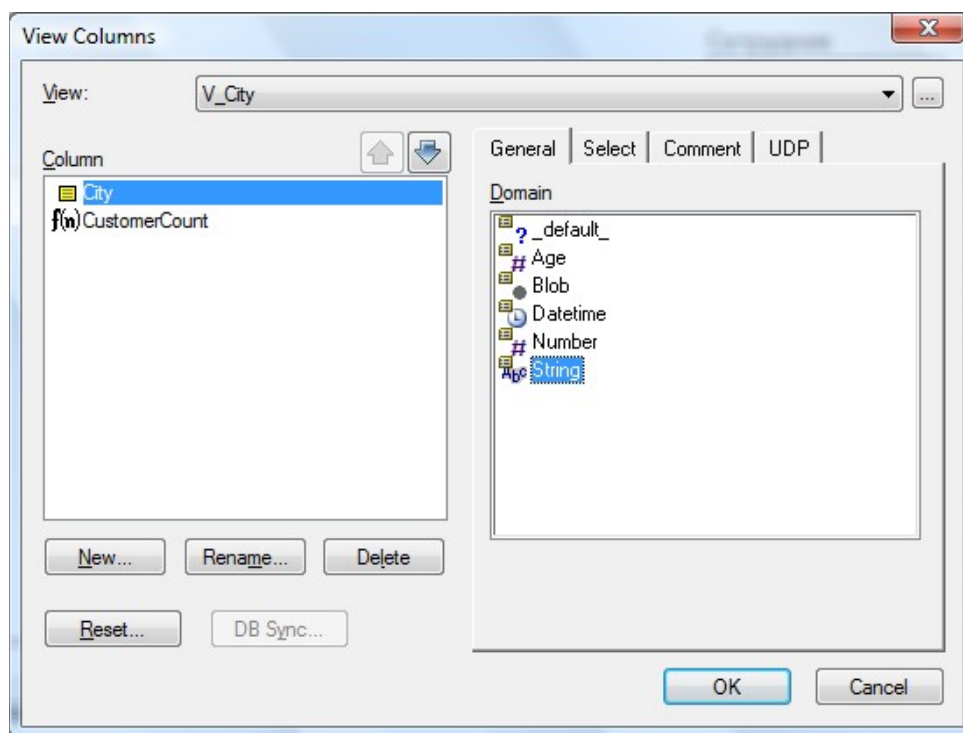 View Columns
View:
V_City
...
Column
City
f(n) CustomerCount
New...
Rename...
Delete
Reset...
DB Sync...
General
Select
Comment
UDP
Domain
? _default_
# Age
Blob
Datetime
# Number
Abc String
OK
Cancel